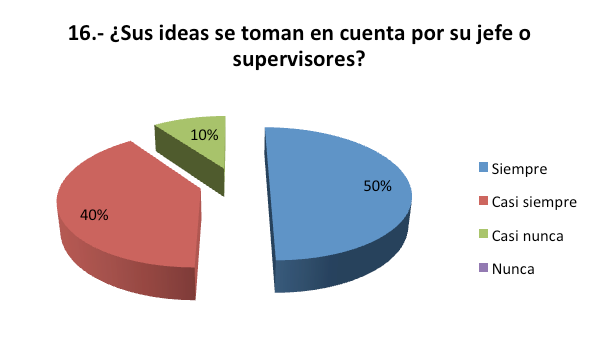 16.- ¿Sus ideas se toman en cuenta por su jefe o
supervisores?
10%
50%
40%
Siempre
Casi siempre
Casi nunca
Nunca